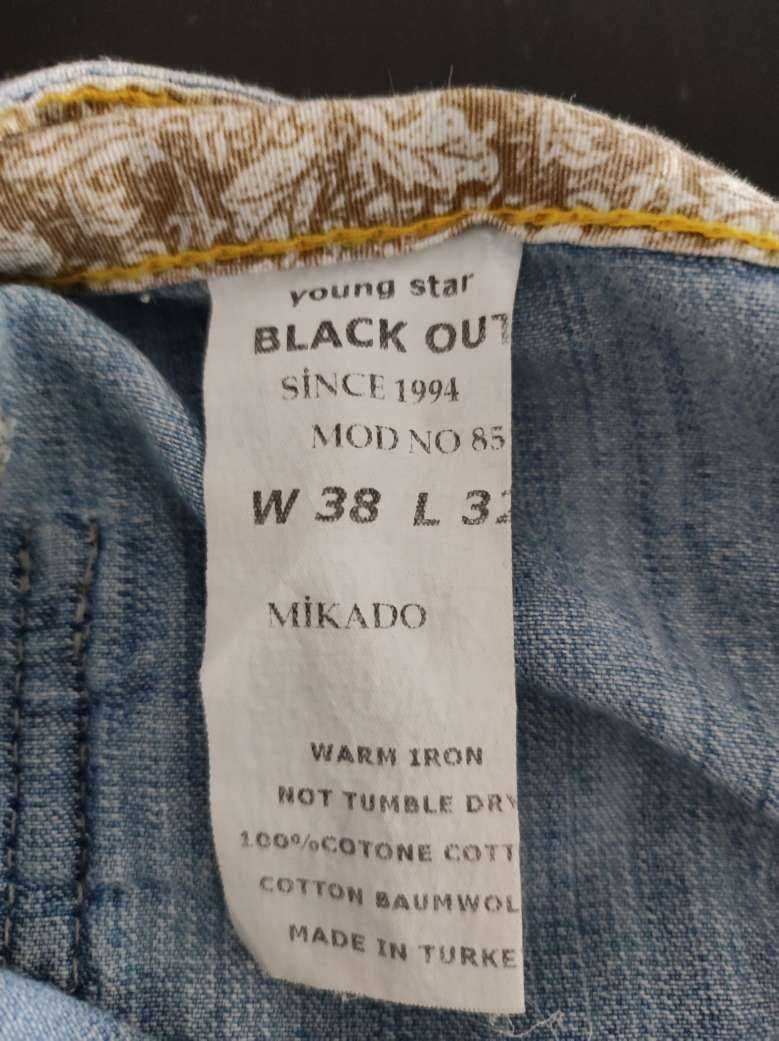 young star
BLACK OUT
SİNCE 1994
MOD NO 85
W 38 L 32
MİKADO
WARM IRON
NOT TUMBLE DRY
100%COTONE COTT
COTTON BAUMWOL
MADE IN TURKE